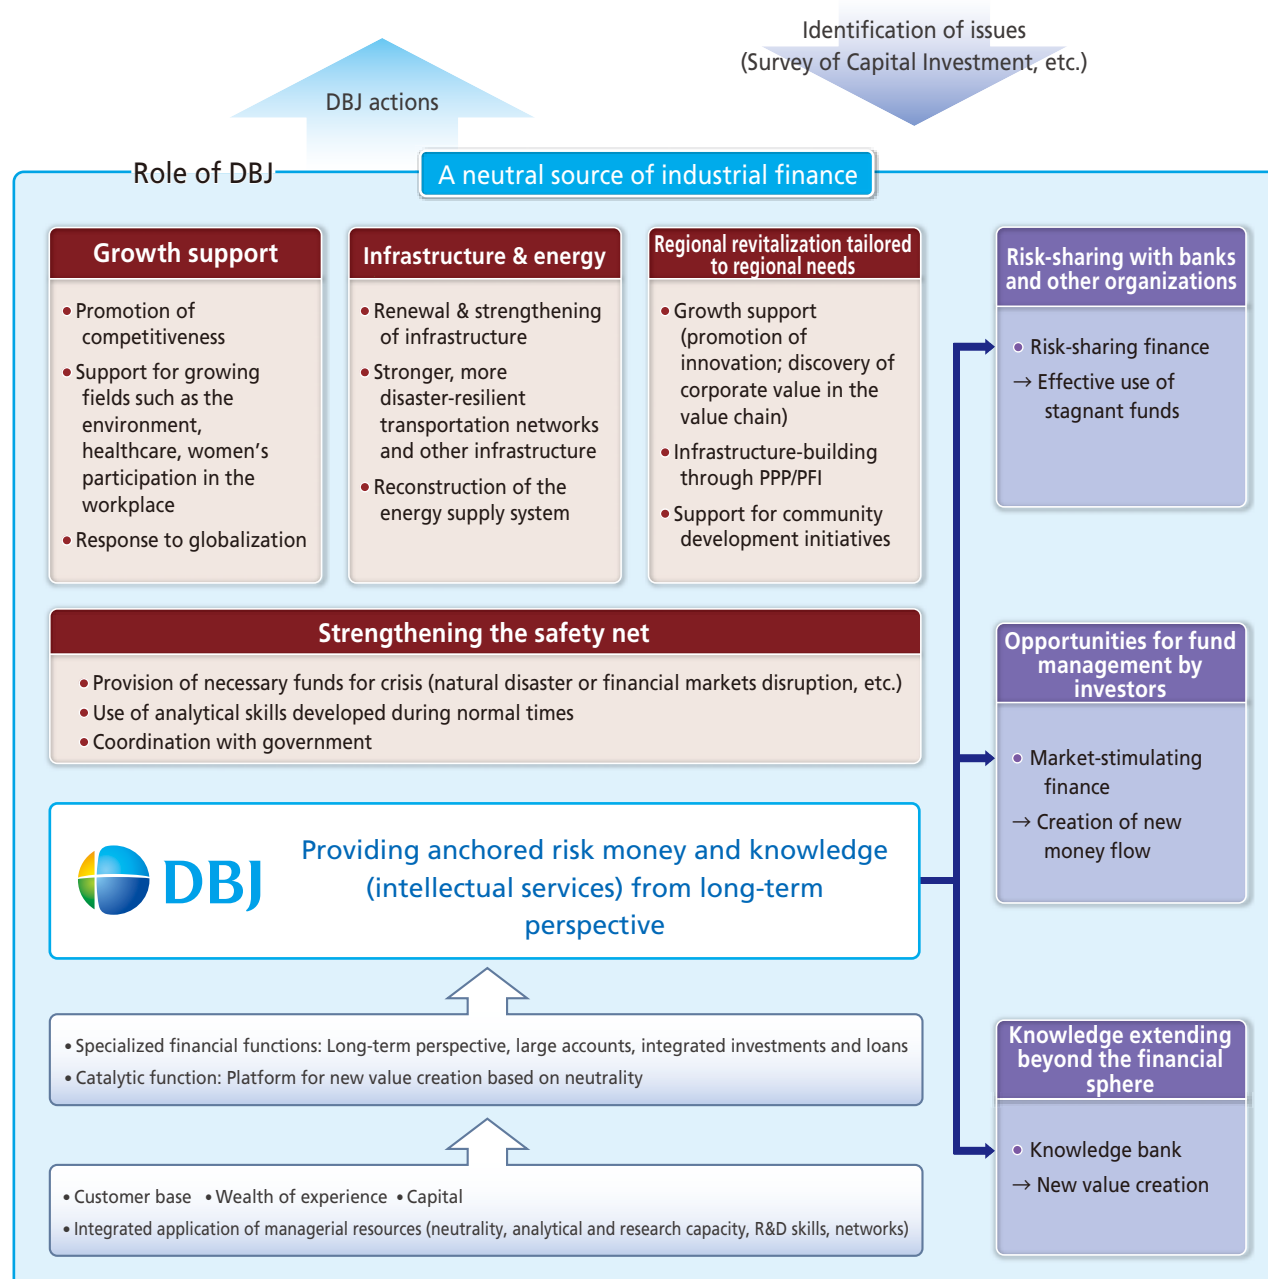 Identification of issues
(Survey of Capital Investment, etc.)
DBJ actions
Role of DBJ
A neutral source of industrial finance
Growth support
• Promotion of
competitiveness
• Support for growing
fields such as the
environment,
healthcare, women's
participation in the
workplace
• Response to globalization
Infrastructure & energy
• Renewal & strengthening
of infrastructure
• Stronger, more
disaster-resilient
transportation networks
and other infrastructure
• Reconstruction of the
energy supply system
Regional revitalization tailored
to regional needs
• Growth support
(promotion of
innovation; discovery of
corporate value in the
value chain)
• Infrastructure-building
through PPP/PFI
• Support for community
development initiatives
Strengthening the safety net
• Provision of necessary funds for crisis (natural disaster or financial markets disruption, etc.)
• Use of analytical skills developed during normal times
• Coordination with government
DBJ
Providing anchored risk money and knowledge
(intellectual services) from long-term
perspective
• Specialized financial functions: Long-term perspective, large accounts, integrated investments and loans
• Catalytic function: Platform for new value creation based on neutrality
• Customer base • Wealth of experience • Capital
• Integrated application of managerial resources (neutrality, analytical and research capacity, R&D skills, networks)
Risk-sharing with banks
and other organizations
• Risk-sharing finance
→ Effective use of
stagnant funds
Opportunities for fund
management by
investors
• Market-stimulating
finance
→ Creation of new
money flow
Knowledge extending
beyond the financial
sphere
• Knowledge bank
→ New value creation